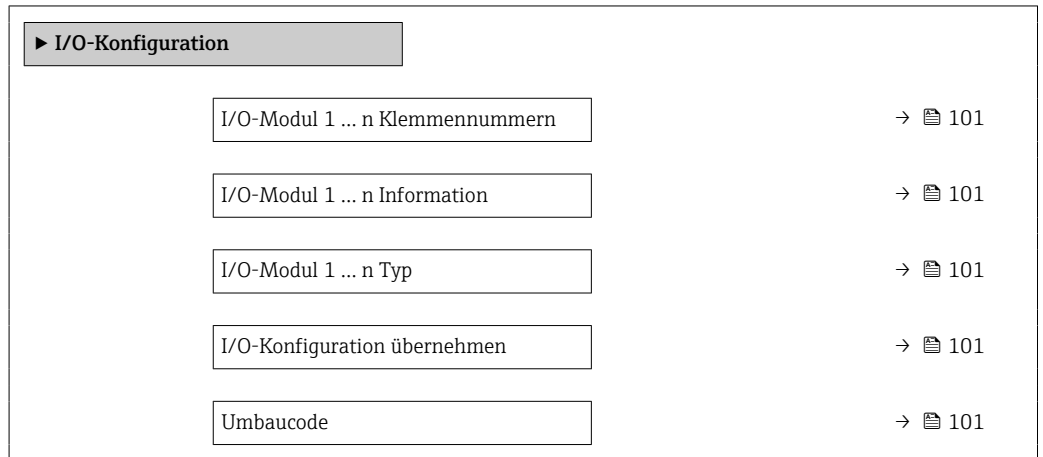 ▶ I/O-Konfiguration
I/O-Modul 1 … n Klemmennummern → 101
I/O-Modul 1 … n Information → 101
I/O-Modul 1 … n Typ → 101
I/O-Konfiguration übernehmen → 101
Umbaucode → 101